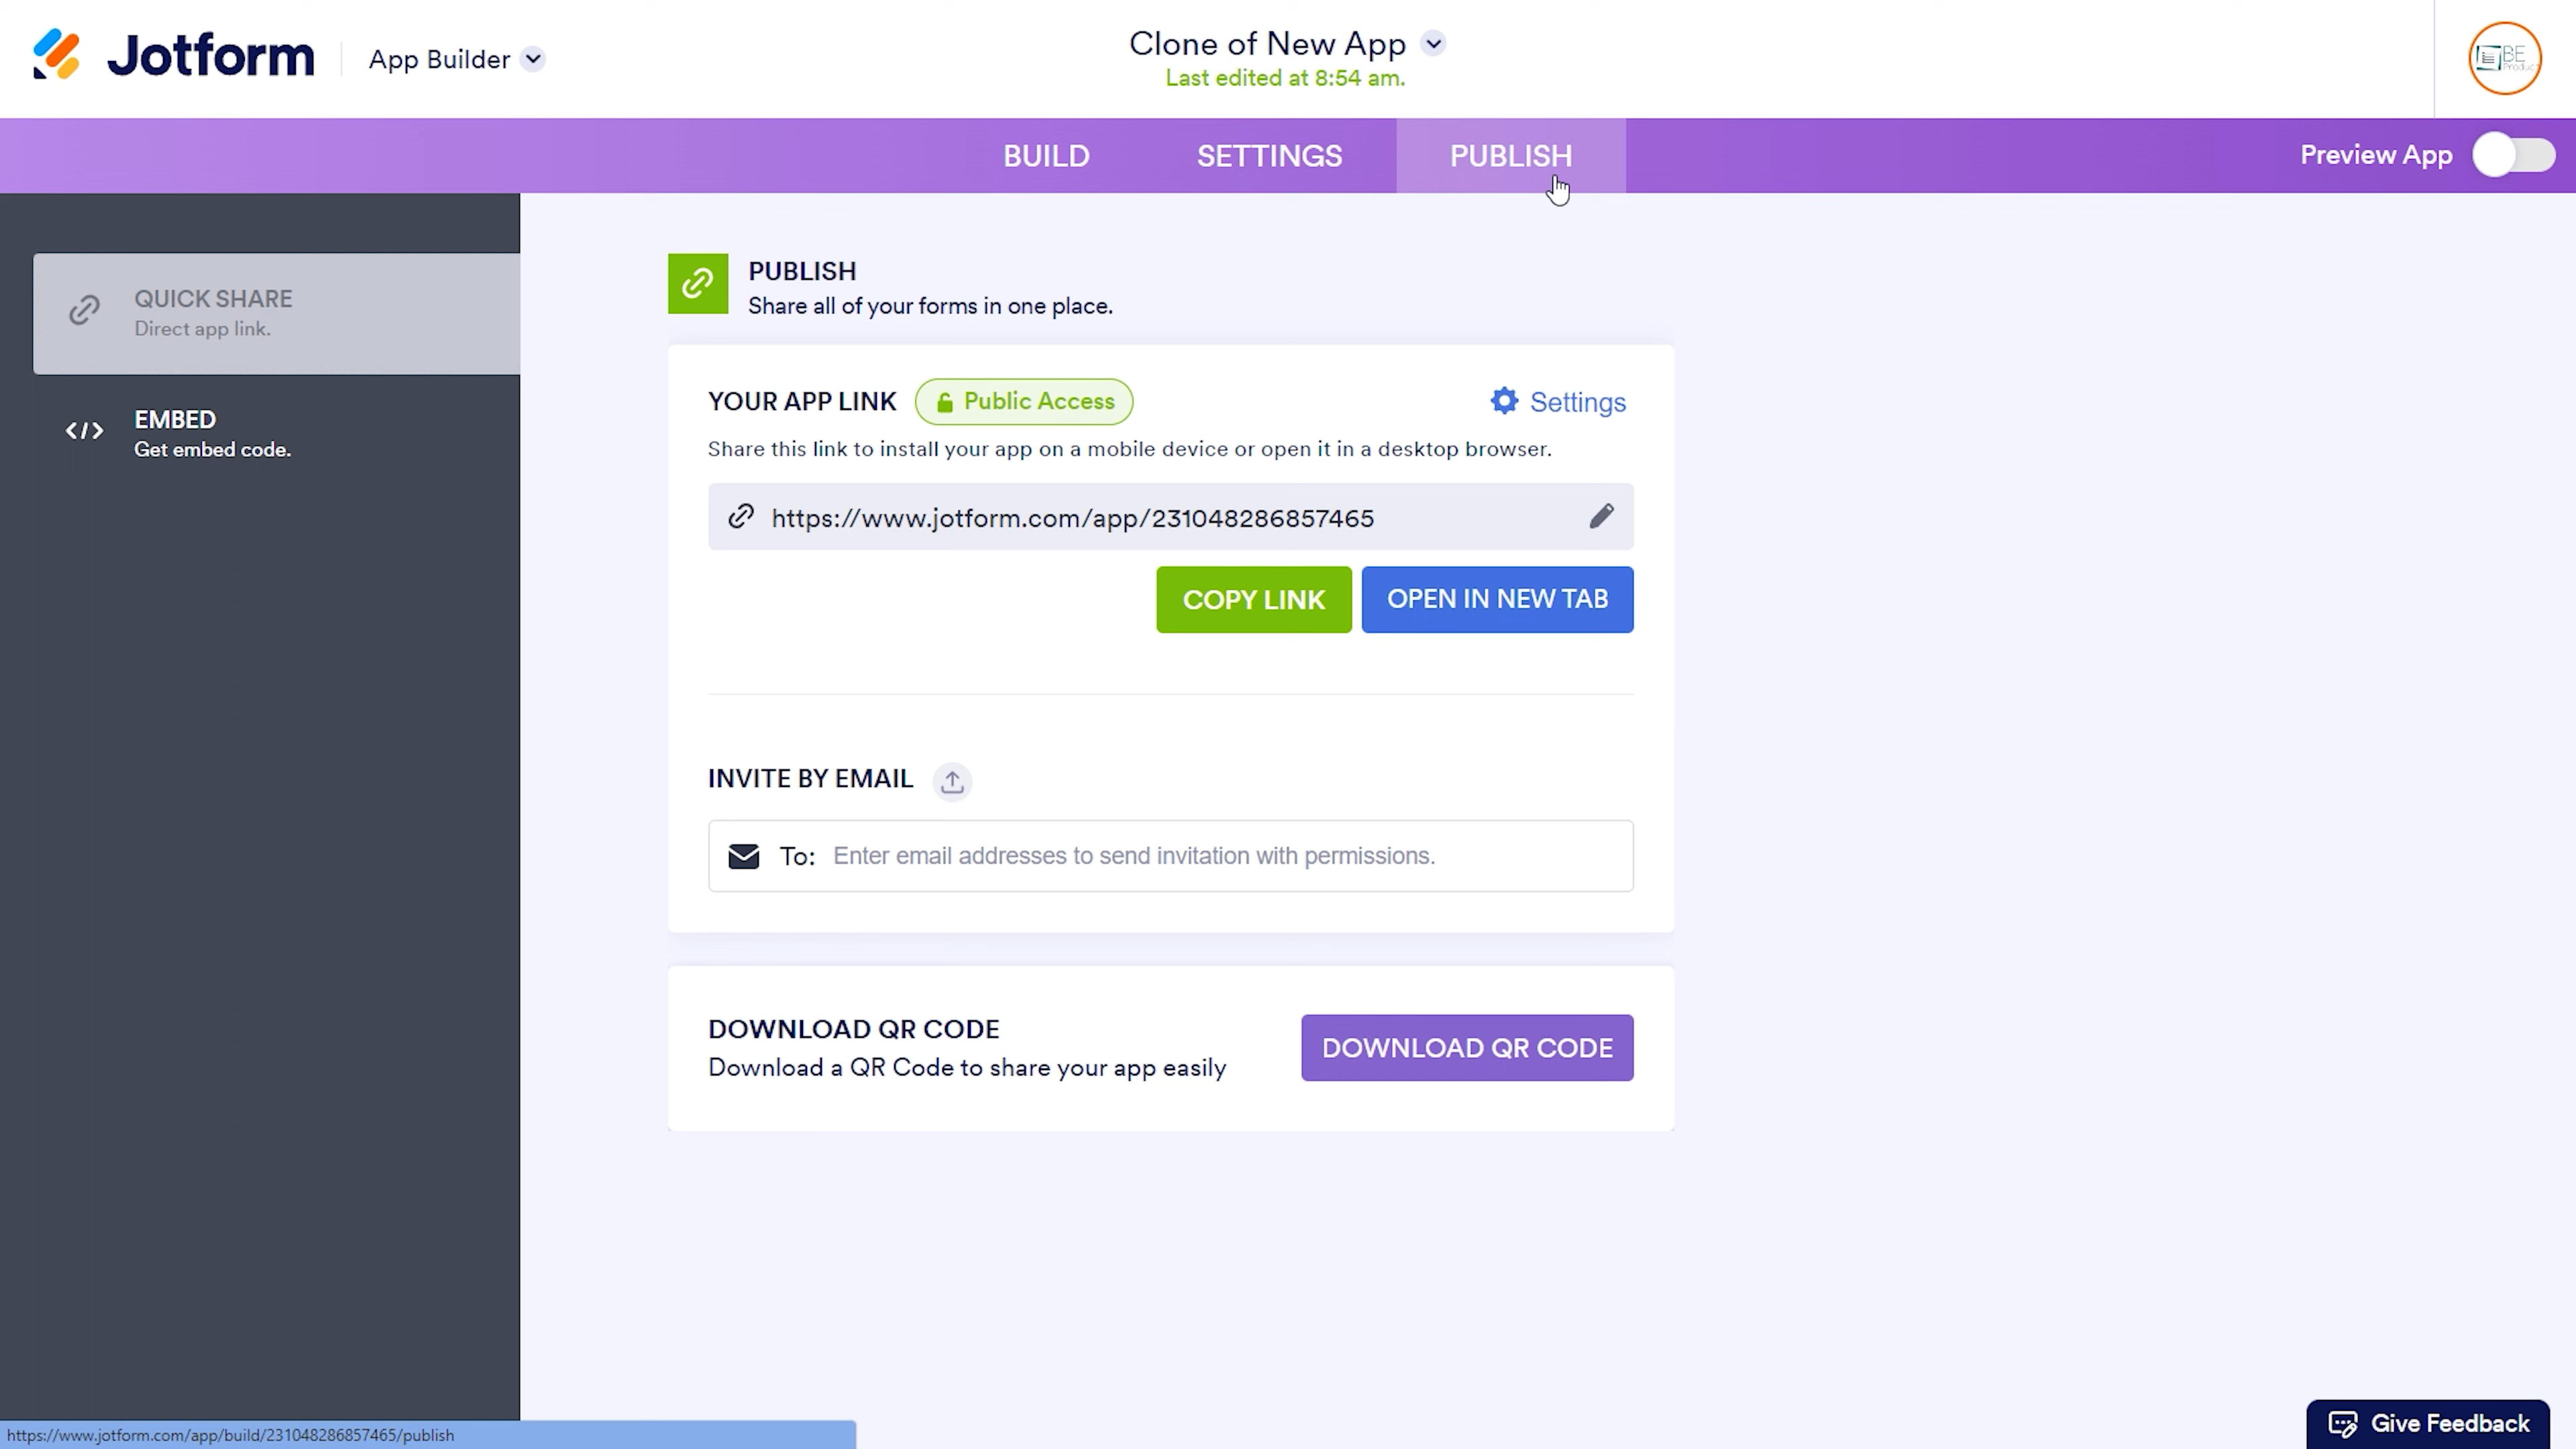 Jotform
App Builder
Clone of New App
Last edited at 8:54 am.
BE
Product
BUILD
SETTINGS
PUBLISH
Preview App
QUICK SHARE
Direct app link.
EMBED
Get embed code.
PUBLISH
Share all of your forms in one place.
YOUR APP LINK
Public Access
Settings
Share this link to install your app on a mobile device or open it in a desktop browser.
https://www.jotform.com/app/231048286857465
COPY LINK
OPEN IN NEW TAB
INVITE BY EMAIL
To: Enter email addresses to send invitation with permissions.
DOWNLOAD QR CODE
Download a QR Code to share your app easily
DOWNLOAD QR CODE
https://www.jotform.com/app/build/231048286857465/publish
Give Feedback